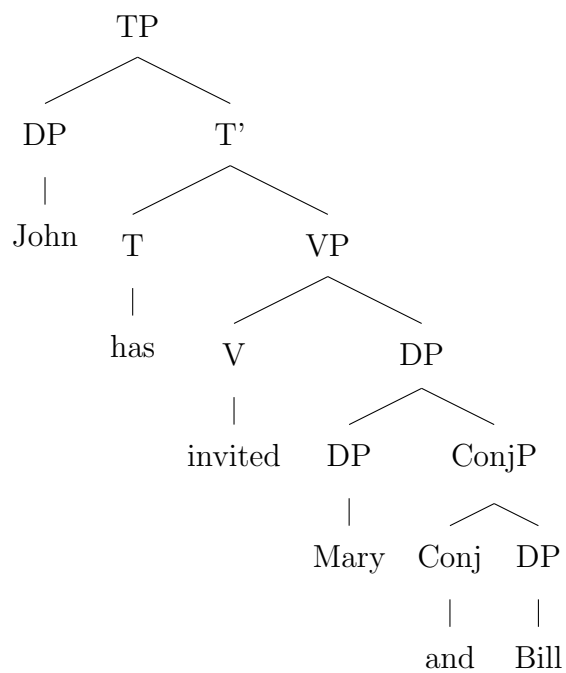 TP
DP T’
John T VP
has V DP
invited DP ConjP
Mary Conj DP
and Bill